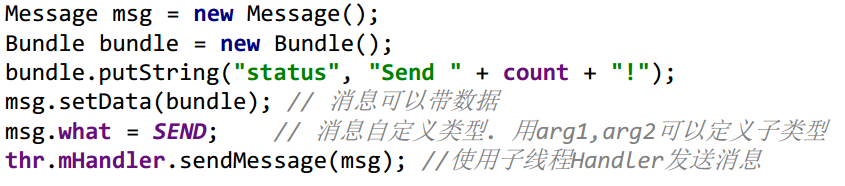 Message msg = new Message();
Bundle bundle = new Bundle();
bundle.putString("status", "Send " + count + "!");
msg.setData(bundle); // 消息可以带数据
msg.what = SEND;    // 消息自定义类型. 用arg1,arg2可以定义子类型
thr.mHandler.sendMessage(msg); //使用子线程Handler发送消息